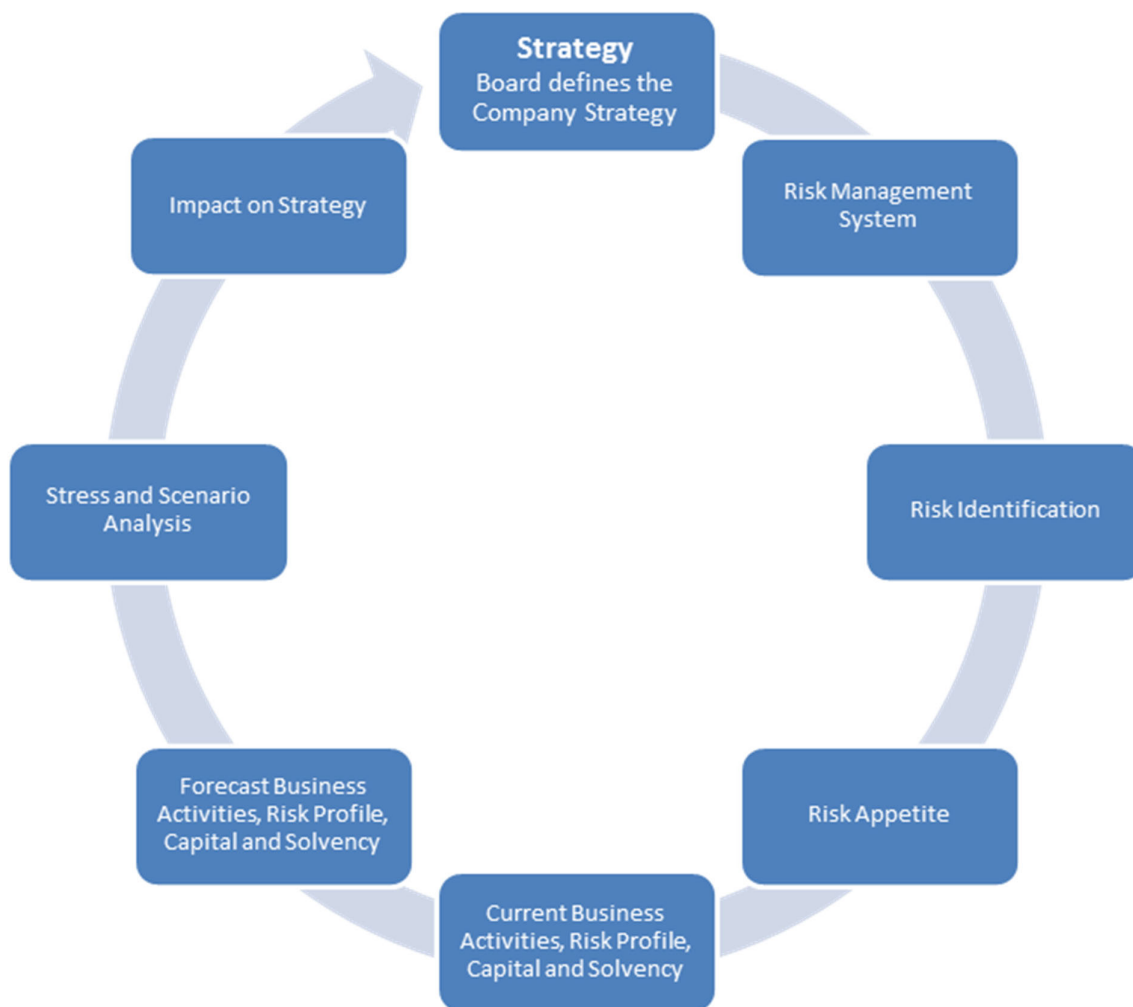 Strategy
Board defines the
Company Strategy
Risk Management
System
Risk Identification
Risk Appetite
Current Business
Activities, Risk Profile,
Capital and Solvency
Forecast Business
Activities, Risk Profile,
Capital and Solvency
Stress and Scenario
Analysis
Impact on Strategy